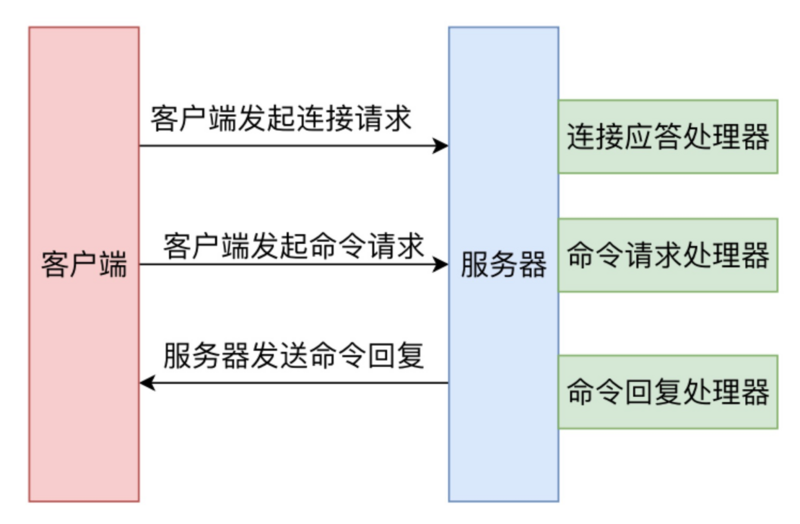 客户端发起连接请求
连接应答处理器
客户端发起命令请求
客户端
服务器
命令请求处理器
服务器发送命令回复
命令回复处理器